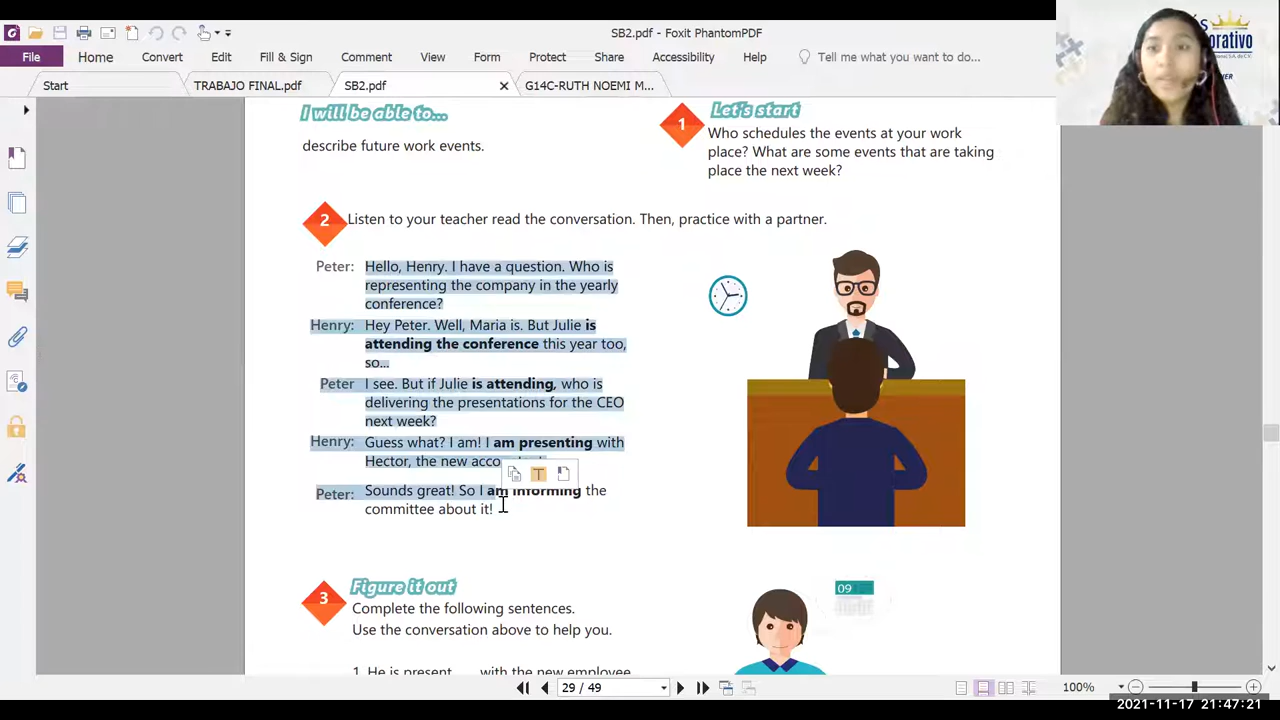 SB2.pdf - Foxit PhantomPDF
File
Home
Convert
Edit
Fill & Sign
Comment
View
Form
Protect
Share
Accessibility
Help
Tell me what you want to do...
Start
TRABAJO FINAL.pdf
SB2.pdf
G14C-RUTH NOEMI M...
I will be able to...
describe future work events.
1
Let's start
Who schedules the events at your work
place? What are some events that are taking
place the next week?
2
Listen to your teacher read the conversation. Then, practice with a partner.
Peter: Hello, Henry. I have a question. Who is
representing the company in the yearly
conference?
Henry: Hey Peter. Well, Maria is. But Julie is
attending the conference this year too,
so...
Peter I see. But if Julie is attending, who is
delivering the presentations for the CEO
next week?
Henry: Guess what? I am! I am presenting with
Hector, the new
Peter: Sounds great! So I am informing the
committee about it!
3
Figure it out
Complete the following sentences.
Use the conversation above to help you.
1. He is present___ with the new employee
09
29 / 49
100%
2021-11-17 21:47:21